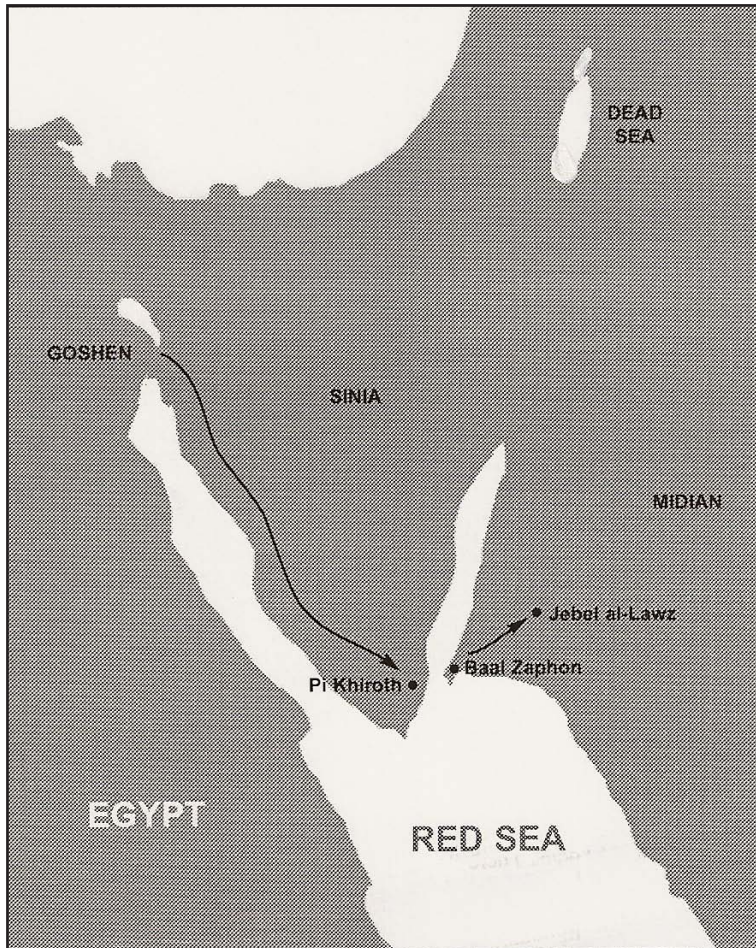 DEAD
SEA
GOSHEN
SINIA
MIDIAN
Jebel al-Lawz
Baal Zaphon
Pi Khiroth
EGYPT
RED SEA